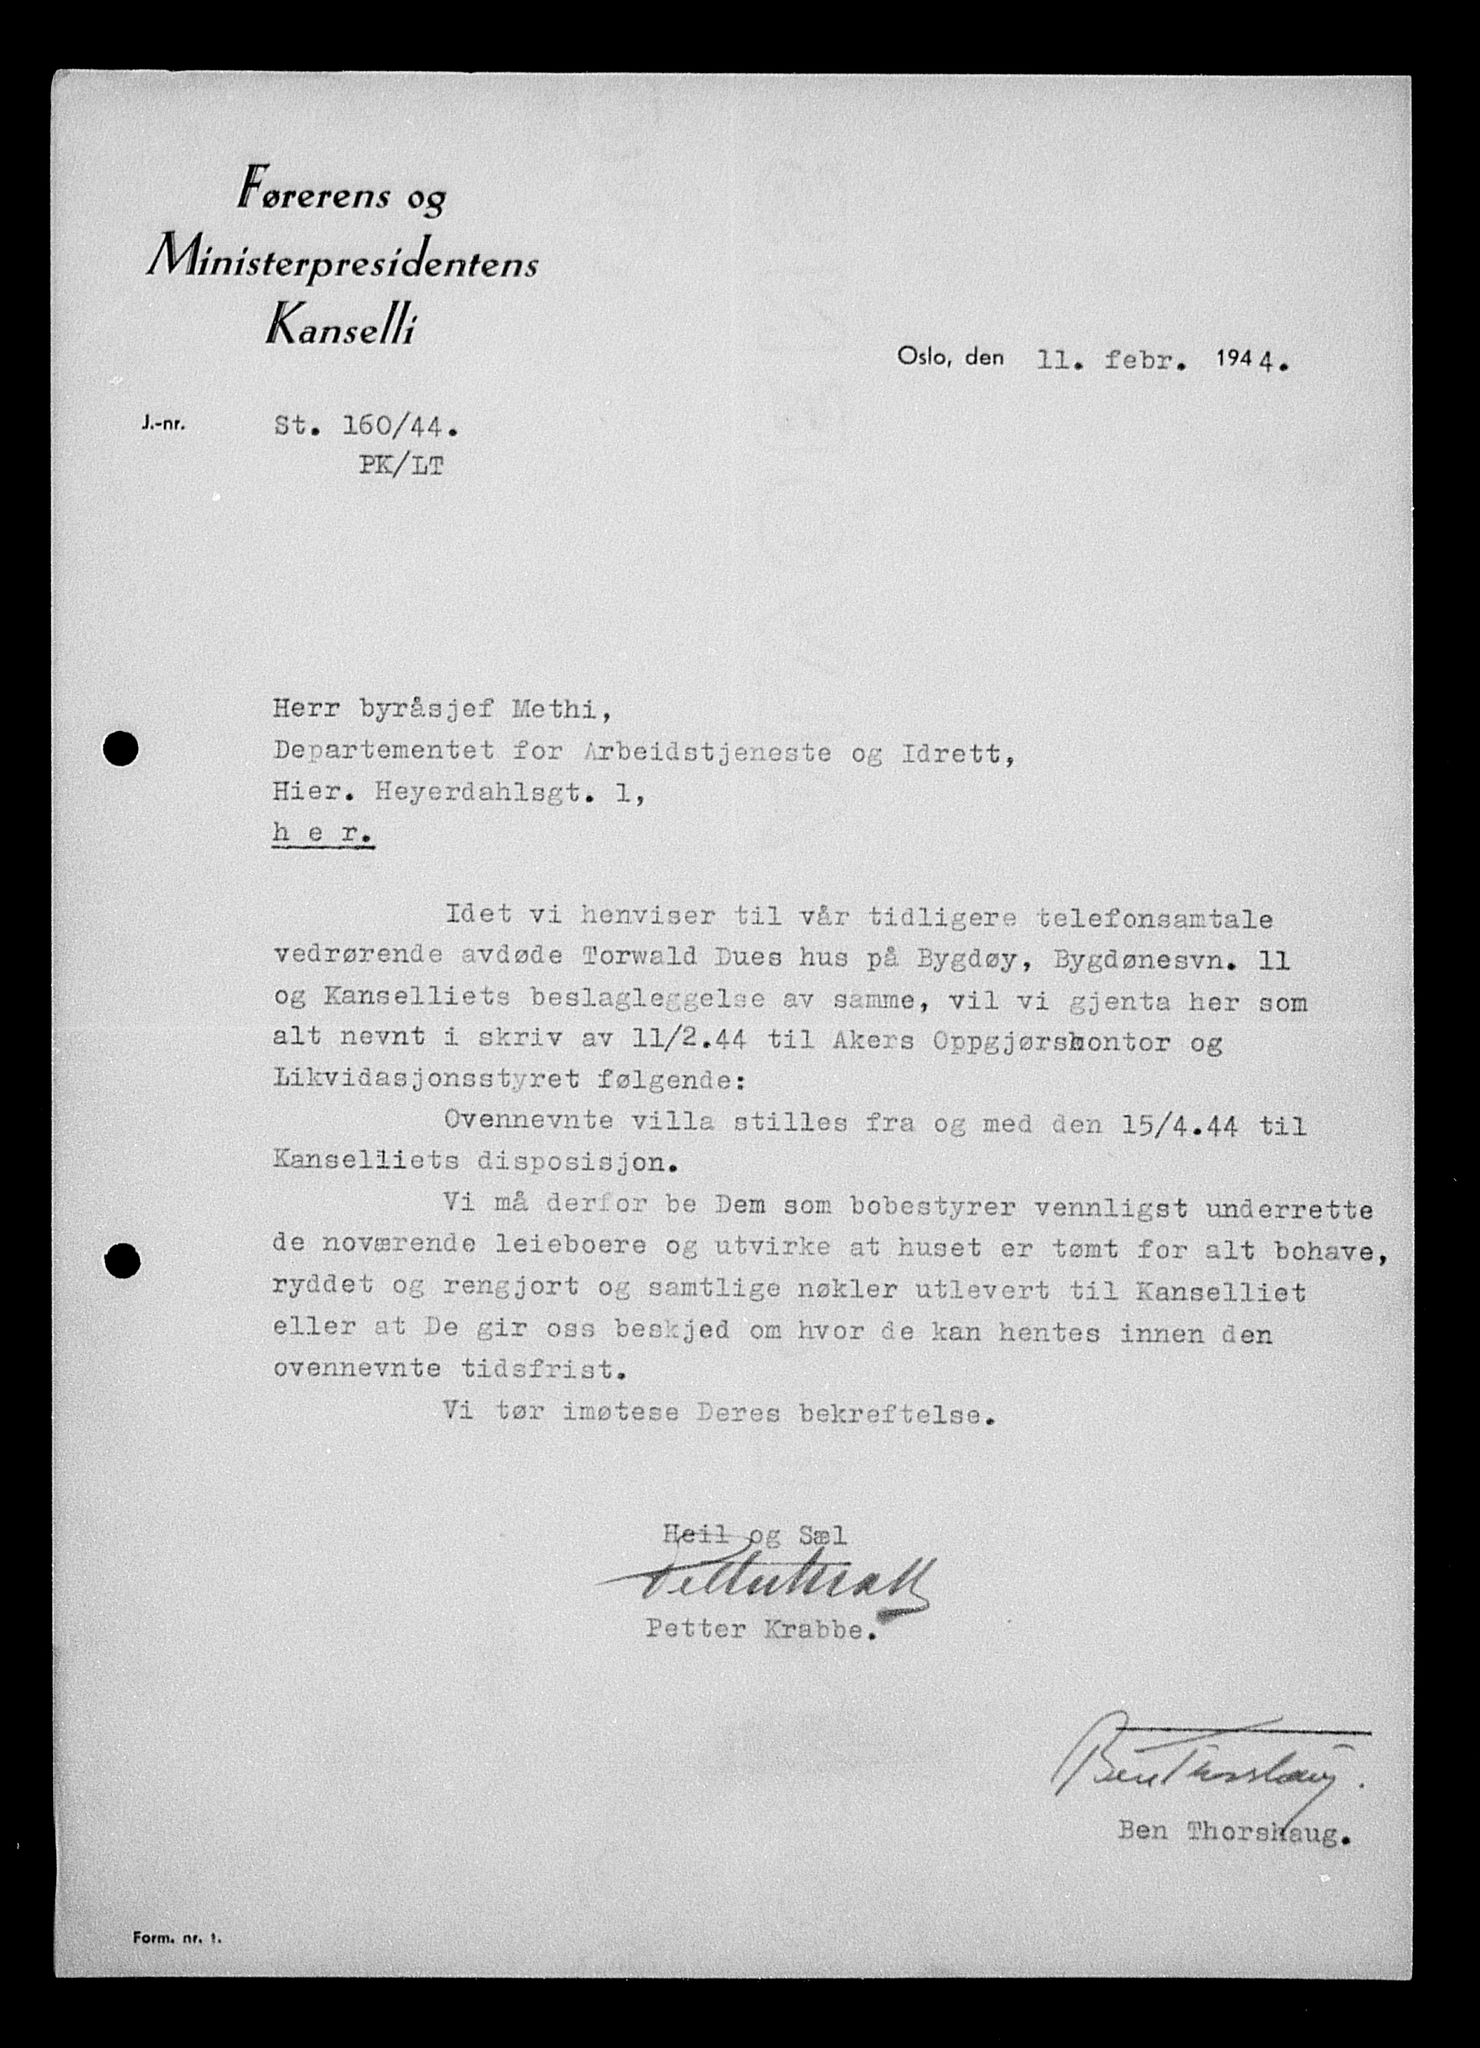 Førerens og
Ministerpresidentens
Kanselli
Oslo, den 11. febr. 1944.
J.-nr. St. 160/44.
PK/LT
Herr byråsjef Methi,
Departementet for Arbeidstjeneste og Idrett,
Hier. Heyerdahlsgt. 1,
h e r.
Idet vi henviser til vår tidligere telefonsamtale
vedrørende avdøde Torwald Dues hus på Bygdøy, Bygdønesvn. 11
og Kanselliets beslagleggelse av samme, vil vi gjenta her som
alt nevnt i skriv av 11/2.44 til Akers Oppgjørskontor og
Likvidasjonsstyret følgende:
Ovennevnte villa stilles fra og med den 15/4.44 til
Kanselliets disposisjon.
Vi må derfor be Dem som bobestyrer vennligst underrette
de noværende leieboere og utvirke at huset er tømt for alt bohave,
ryddet og rengjort og samtlige nøkler utlevert til Kanselliet
eller at De gir oss beskjed om hvor de kan hentes innen den
ovennevnte tidsfrist.
Vi tør imøtese Deres bekreftelse.
Heil og Sæl
Petter Krabbe
Petter Krabbe.
Ben Thorshaug.
Ben Thorshaug.
Form. nr. 1.